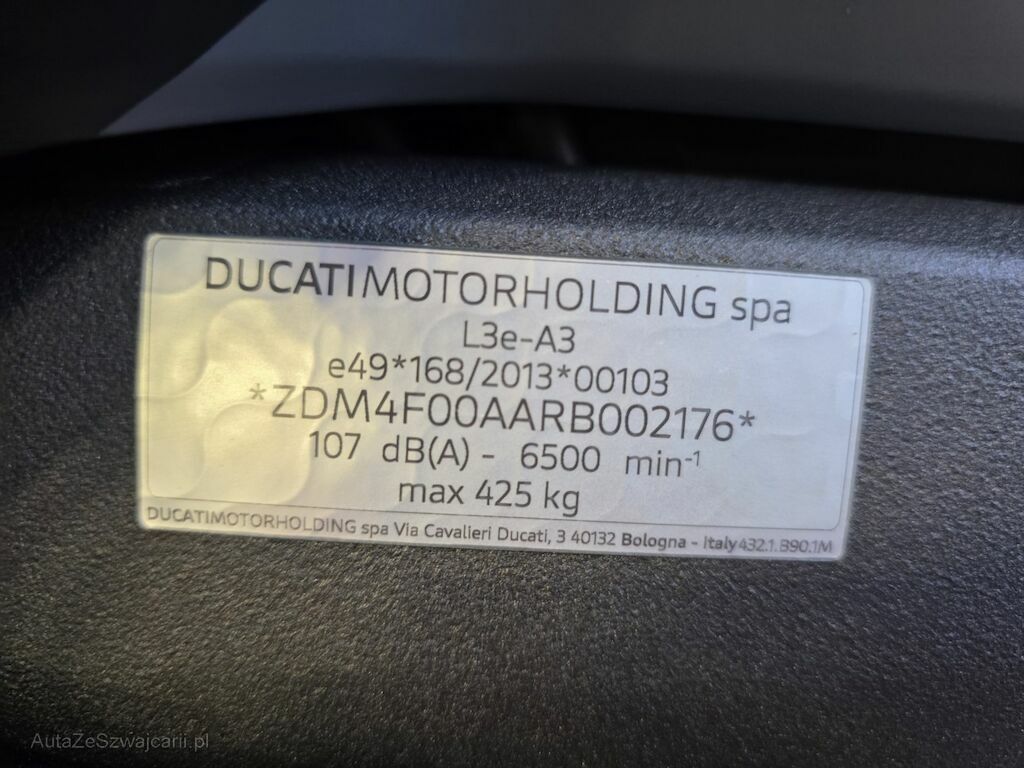 DUCATIMOTORHOLDING spa
L3e-A3
e49*168/2013*00103
*ZDM4F00AARB002176*
107 dB(A) - 6500 min⁻¹
max 425 kg
DUCATIMOTORHOLDING spa Via Cavalieri Ducati, 3 40132 Bologna - Italy 432.1.B90.1M
AutaZeSzwajcarii.pl